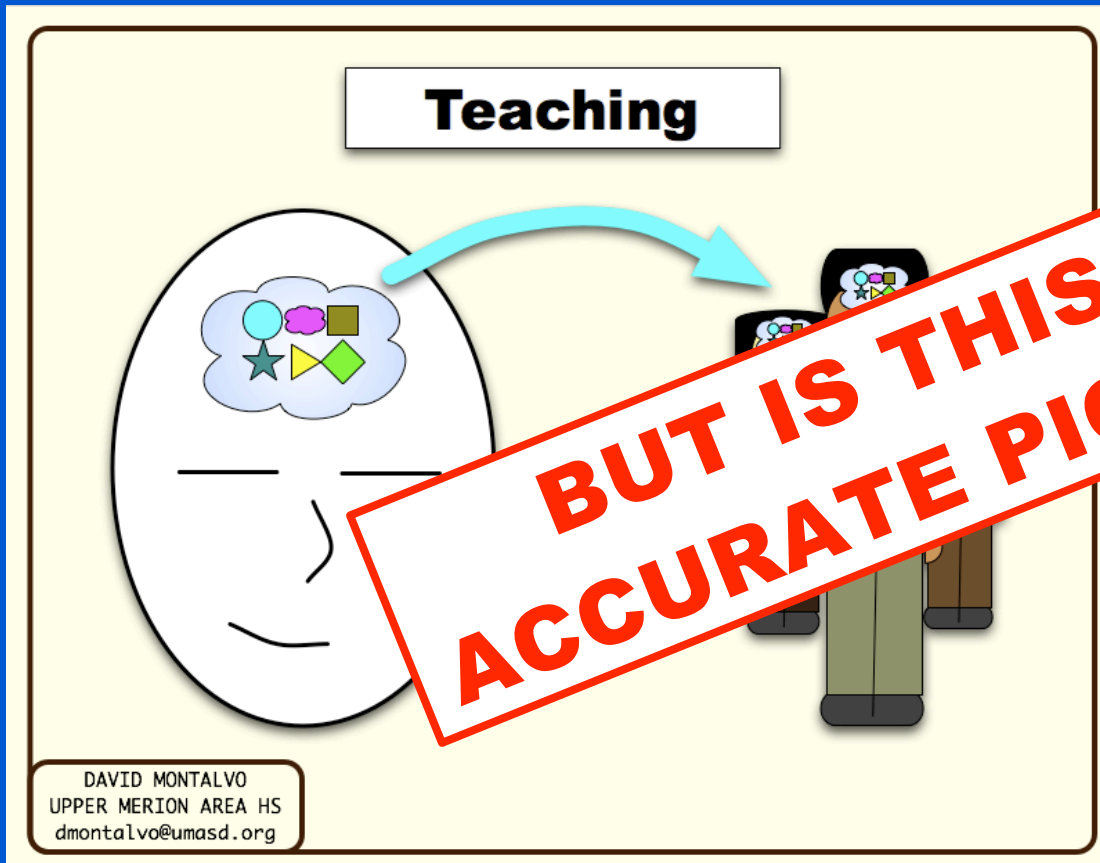 Teaching
BUT IS THIS
ACCURATE
DAVID MONTALVO
UPPER MERION AREA HS
dmontalvo@umasd.org